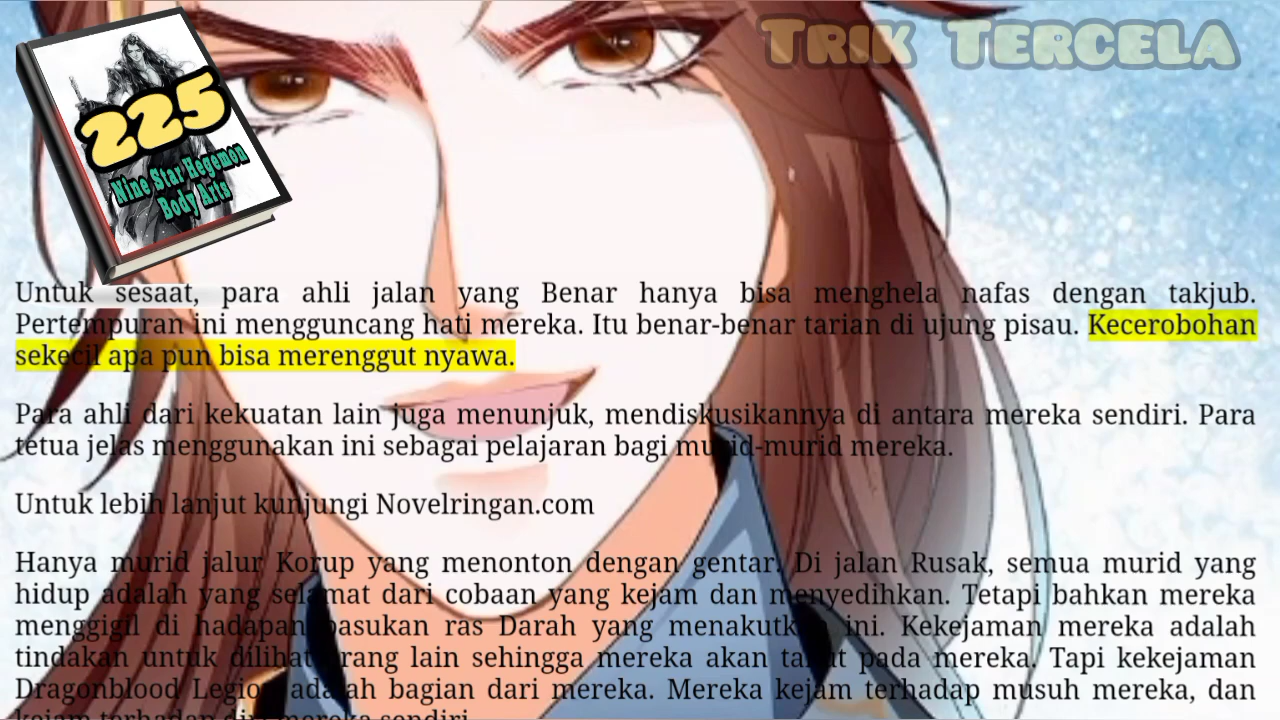 Trik Tercela
225
Nine Star Hegemon
Body Arts
Untuk sesaat, para ahli jalan yang Benar hanya bisa menghela nafas dengan takjub.
Pertempuran ini mengguncang hati mereka. Itu benar-benar tarian di ujung pisau. Kecerobohan
sekecil apa pun bisa merenggut nyawa.
Para ahli dari kekuatan lain juga menunjuk, mendiskusikannya di antara mereka sendiri. Para
tetua jelas menggunakan ini sebagai pelajaran bagi murid-murid mereka.
Untuk lebih lanjut kunjungi Novelringan.com
Hanya murid jalur Korup yang menonton dengan gentar. Di jalan Rusak, semua murid yang
hidup adalah yang selamat dari cobaan yang kejam dan menyedihkan. Tetapi bahkan mereka
menggigil di hadapan pasukan ras Darah yang menakutkan ini. Kekejaman mereka adalah
tindakan untuk dilihat orang lain sehingga mereka akan takut pada mereka. Tapi kekejaman
Dragonblood Legion adalah bagian dari mereka. Mereka kejam terhadap musuh mereka, dan
kejam terhadap diri mereka sendiri.